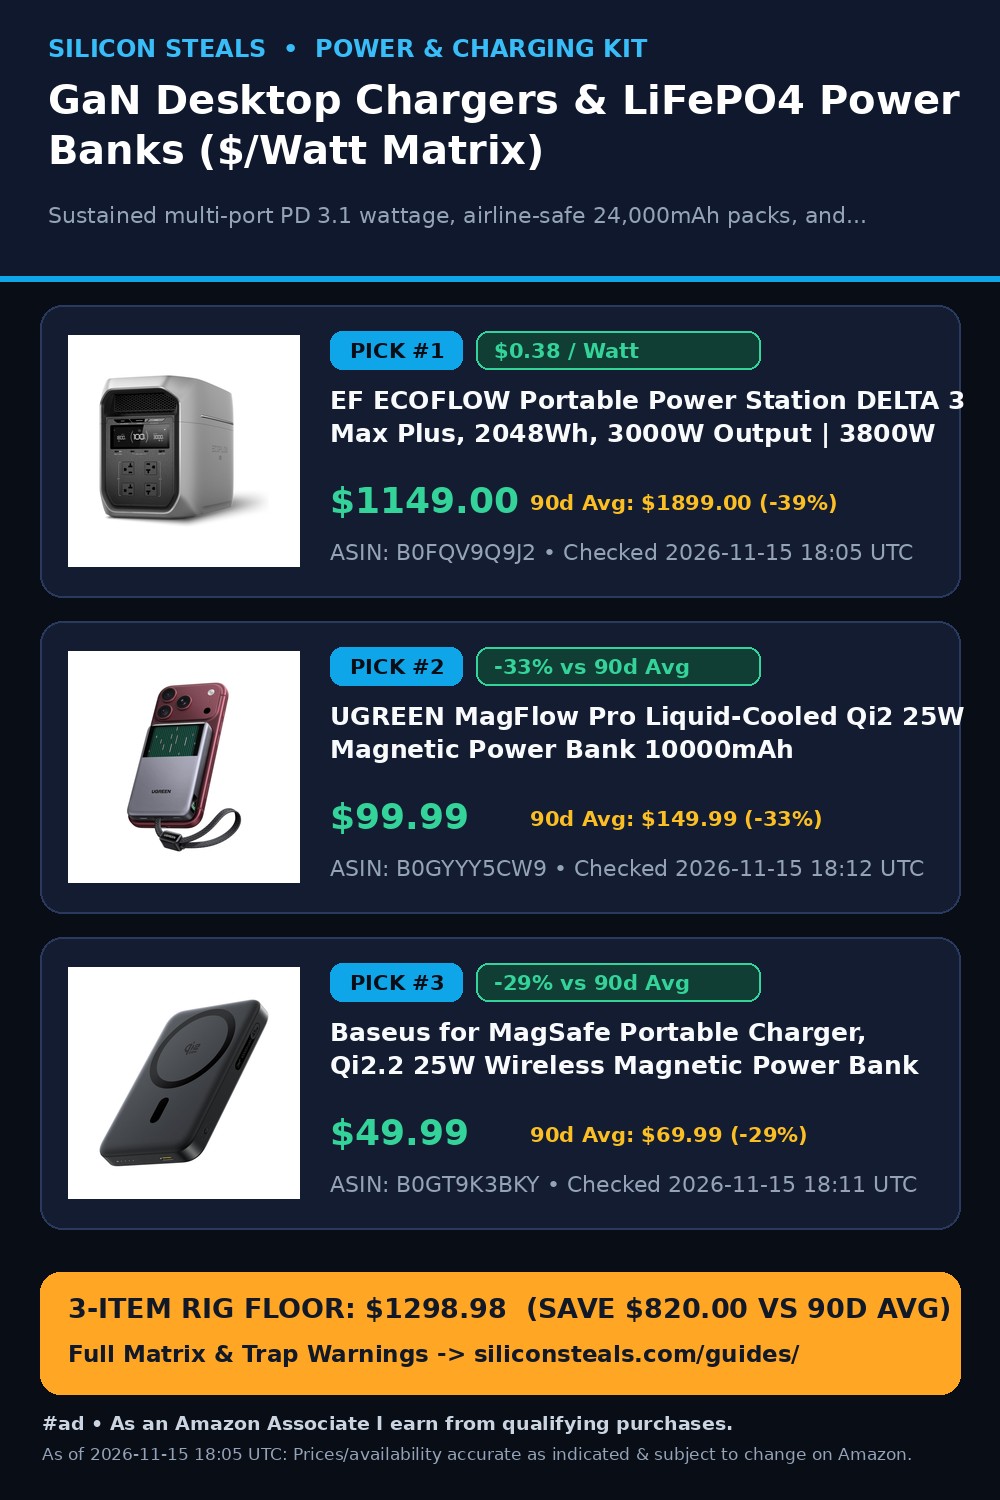 SILICON STEALS • POWER & CHARGING KIT
GaN Desktop Chargers & LiFePO4 Power
Banks ($/Watt Matrix)
Sustained multi-port PD 3.1 wattage, airline-safe 24,000mAh packs, and...
PICK #1
$0.38 / Watt
EF ECOFLOW Portable Power Station DELTA 3
Max Plus, 2048Wh, 3000W Output | 3800W
$1149.00 90d Avg: $1899.00 (-39%)
ASIN: B0FQV9Q9J2 • Checked 2026-11-15 18:05 UTC
PICK #2
-33% vs 90d Avg
UGREEN MagFlow Pro Liquid-Cooled Qi2 25W
Magnetic Power Bank 10000mAh
UGREEN
$99.99 90d Avg: $149.99 (-33%)
ASIN: B0GYYY5CW9 • Checked 2026-11-15 18:12 UTC
PICK #3
-29% vs 90d Avg
Baseus for MagSafe Portable Charger,
Qi2.2 25W Wireless Magnetic Power Bank
$49.99 90d Avg: $69.99 (-29%)
ASIN: B0GT9K3BKY • Checked 2026-11-15 18:11 UTC
3-ITEM RIG FLOOR: $1298.98 (SAVE $820.00 VS 90D AVG)
Full Matrix & Trap Warnings -> siliconsteals.com/guides/
#ad • As an Amazon Associate I earn from qualifying purchases.
As of 2026-11-15 18:05 UTC: Prices/availability accurate as indicated & subject to change on Amazon.